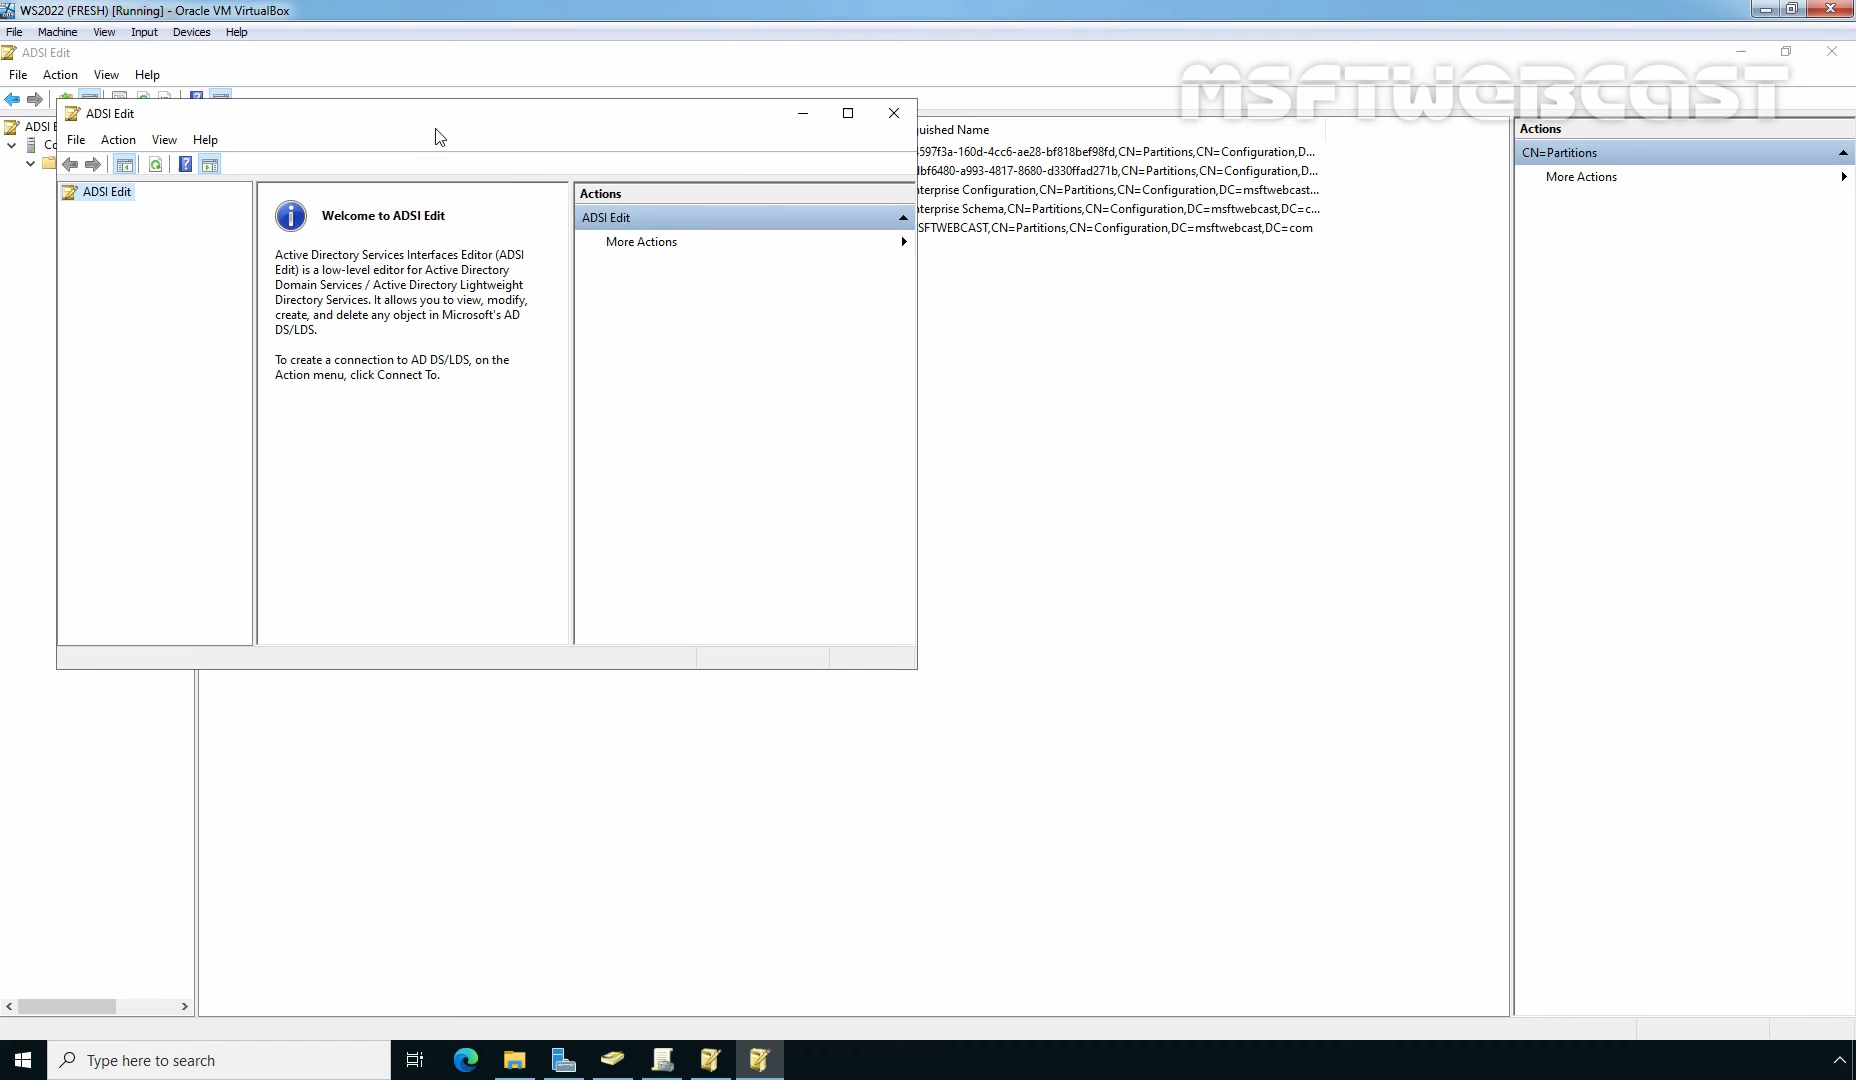 WS2022 (FRESH) [Running] - Oracle VM VirtualBox
File Machine View Input Devices Help
ADSI Edit
File Action View Help
MSFTWEBCAST
ADSI E
Co
ADSI Edit
File Action View Help
ADSI Edit
Welcome to ADSI Edit
Active Directory Services Interfaces Editor (ADSI
Edit) is a low-level editor for Active Directory
Domain Services / Active Directory Lightweight
Directory Services. It allows you to view, modify,
create, and delete any object in Microsoft's AD
DS/LDS.
To create a connection to AD DS/LDS, on the
Action menu, click Connect To.
Actions
ADSI Edit
More Actions
guished Name
597f3a-160d-4cc6-ae28-bf818bef98fd,CN=Partitions,CN=Configuration,D...
bf6480-a993-4817-8680-d330ffad271b,CN=Partitions,CN=Configuration,D...
terprise Configuration,CN=Partitions,CN=Configuration,DC=msftwebcast...
terprise Schema,CN=Partitions,CN=Configuration,DC=msftwebcast,DC=c...
SFTWEBCAST,CN=Partitions,CN=Configuration,DC=msftwebcast,DC=com
Actions
CN=Partitions
More Actions
Type here to search